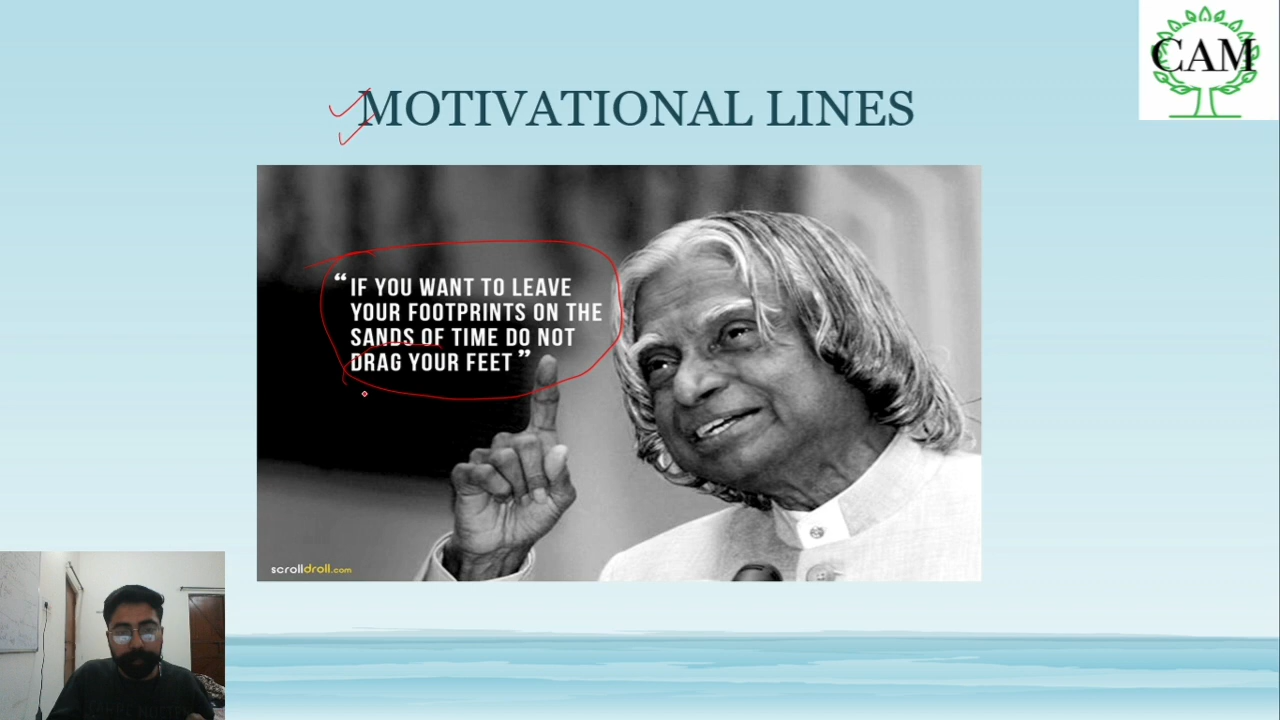 CAM
MOTIVATIONAL LINES
“IF YOU WANT TO LEAVE
YOUR FOOTPRINTS ON THE
SANDS OF TIME DO NOT
DRAG YOUR FEET”
scrolldroll.com